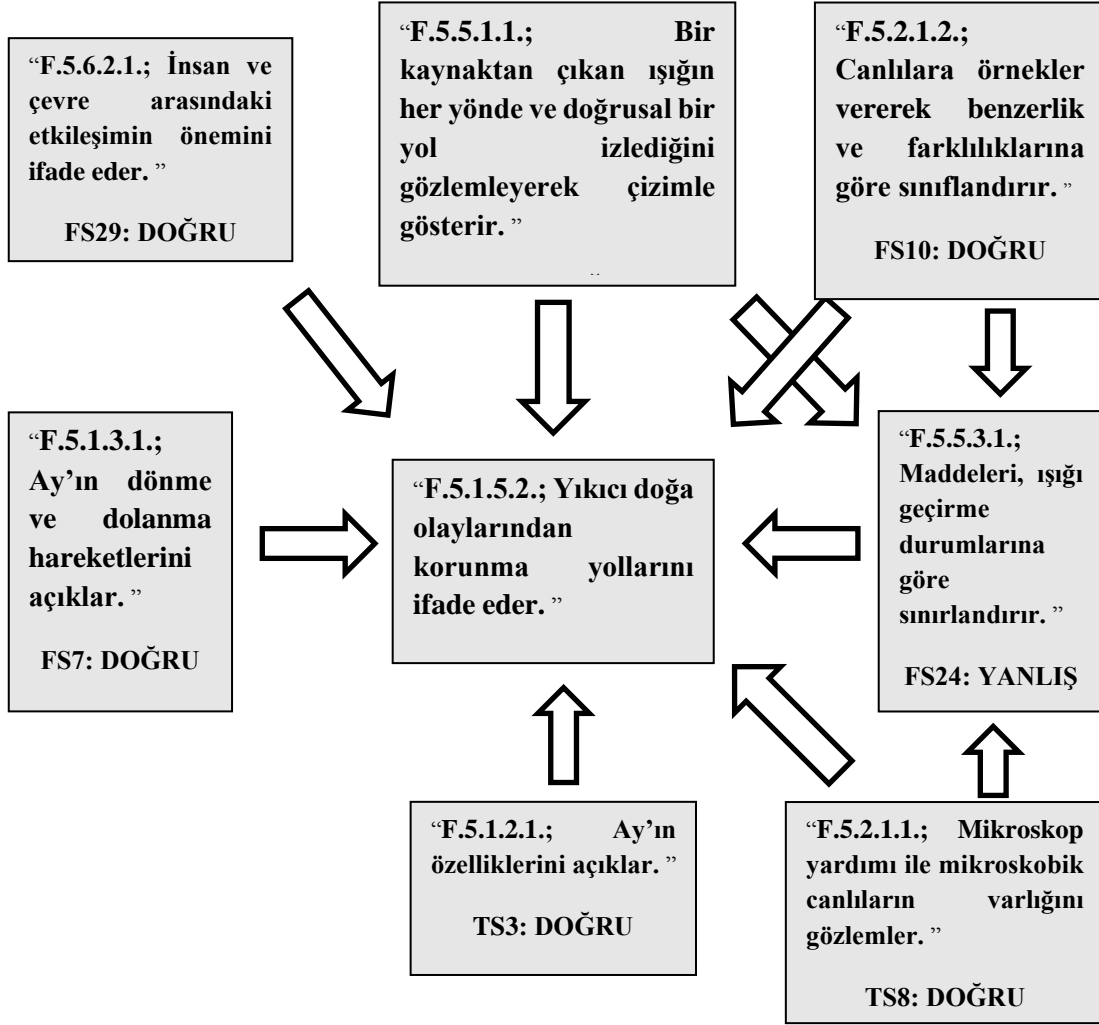 “F.5.6.2.1.; İnsan ve
çevre arasındaki
etkileşimin önemini
ifade eder. ”
FS29: DOĞRU
“F.5.5.1.1.; Bir
kaynaktan çıkan ışığın
her yönde ve doğrusal bir
yol izlediğini
gözlemleyerek çizimle
gösterir. ”
“F.5.2.1.2.;
Canlılara örnekler
vererek benzerlik
ve farklılıklarına
göre sınıflandırır. ”
FS10: DOĞRU
“F.5.1.3.1.;
Ay’ın dönme
ve dolanma
hareketlerini
açıklar. ”
FS7: DOĞRU
“F.5.1.5.2.; Yıkıcı doğa
olaylarından
korunma yollarını
ifade eder. ”
“F.5.5.3.1.;
Maddeleri, ışığı
geçirme
durumlarına
göre
sınırlandırır. ”
FS24: YANLIŞ
“F.5.1.2.1.; Ay’ın
özelliklerini açıklar. ”
TS3: DOĞRU
“F.5.2.1.1.; Mikroskop
yardımı ile mikroskobik
canlıların varlığını
gözlemler. ”
TS8: DOĞRU